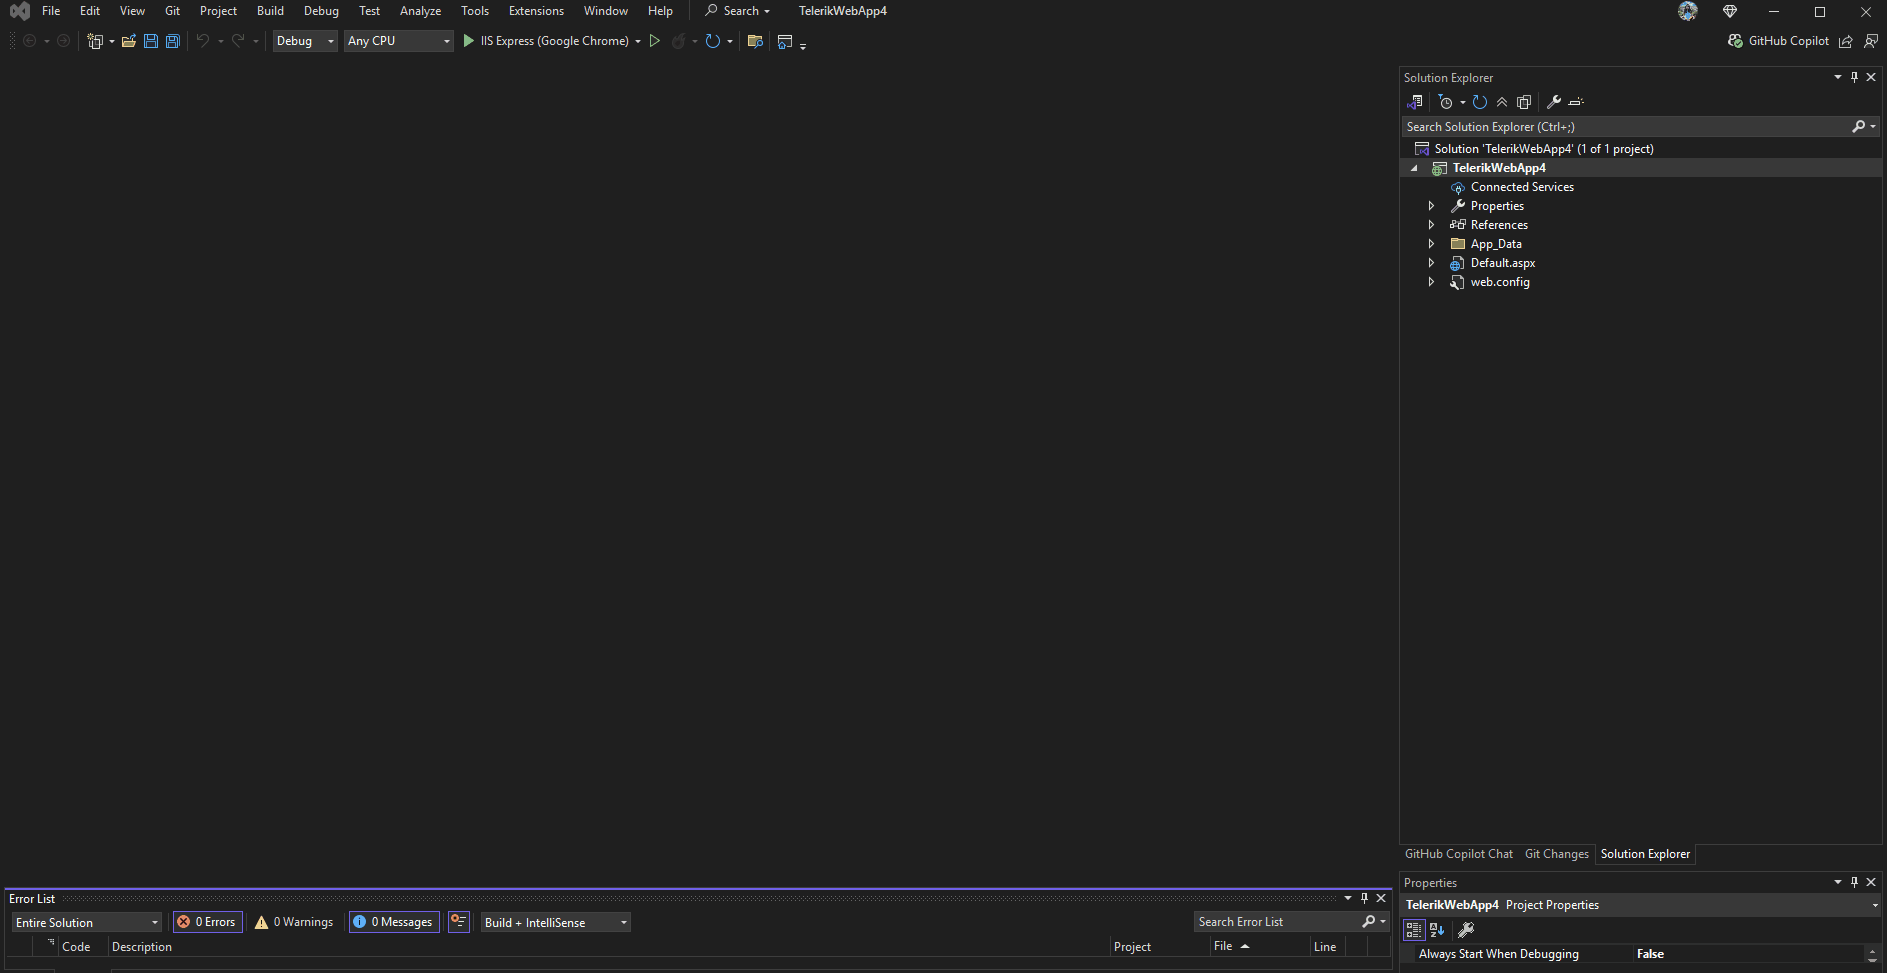 File Edit View Git Project Build Debug Test Analyze Tools Extensions Window Help Search TelerikWebApp4
Debug Any CPU IIS Express (Google Chrome) GitHub Copilot
Solution Explorer
Search Solution Explorer (Ctrl+;)
Solution 'TelerikWebApp4' (1 of 1 project)
TelerikWebApp4
Connected Services
Properties
References
App_Data
Default.aspx
web.config
GitHub Copilot Chat Git Changes Solution Explorer
Error List
Entire Solution 0 Errors 0 Warnings 0 Messages Build + IntelliSense Search Error List
Code Description Project File Line
Properties
TelerikWebApp4 Project Properties
Always Start When Debugging False